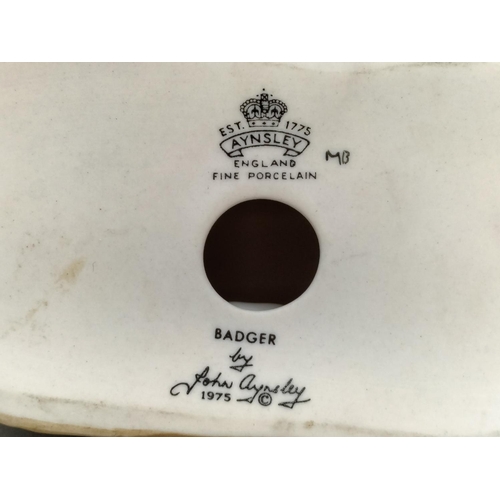 EST. 1775
AYNSLEY
ENGLAND
FINE PORCELAIN
MB
BADGER
by
John Aynsley
1975 ©